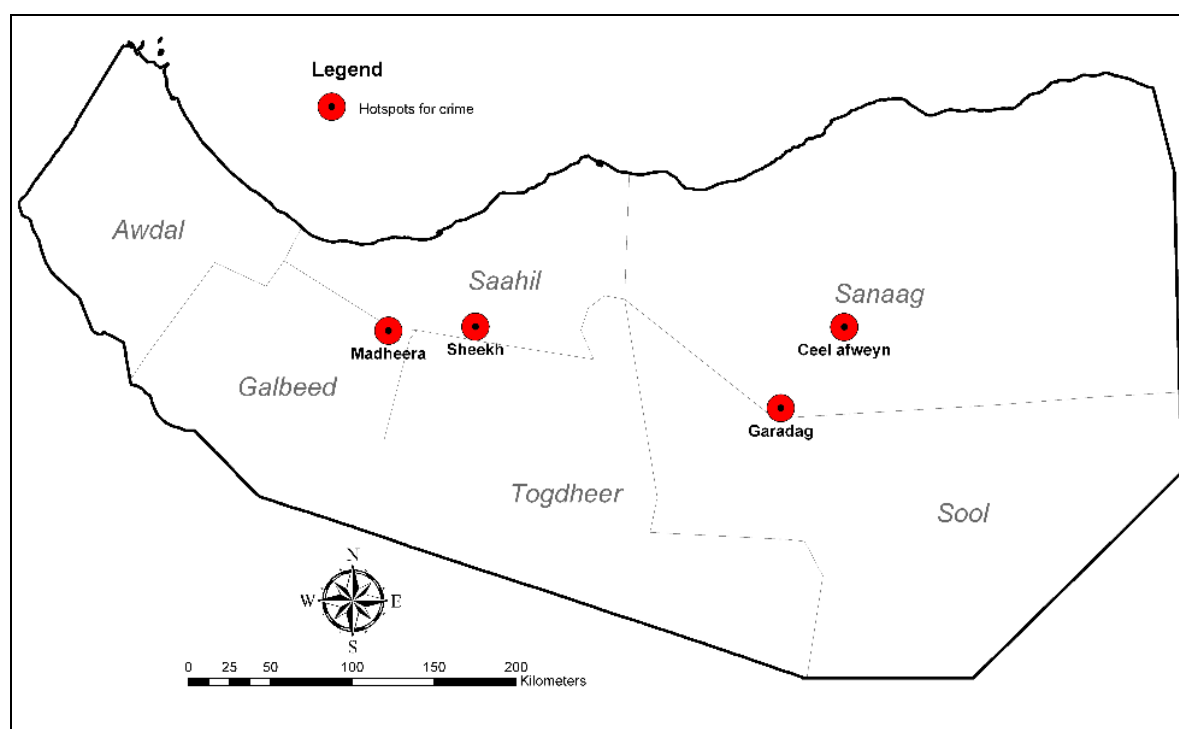 Legend
Hotspots for crime
Awdal
Saahil
Sanaag
Madheera
Sheekh
Ceel afweyn
Galbeed
Garadag
Togdheer
Sool
N
W E
S
0 25 50 100 150 200
Kilometers